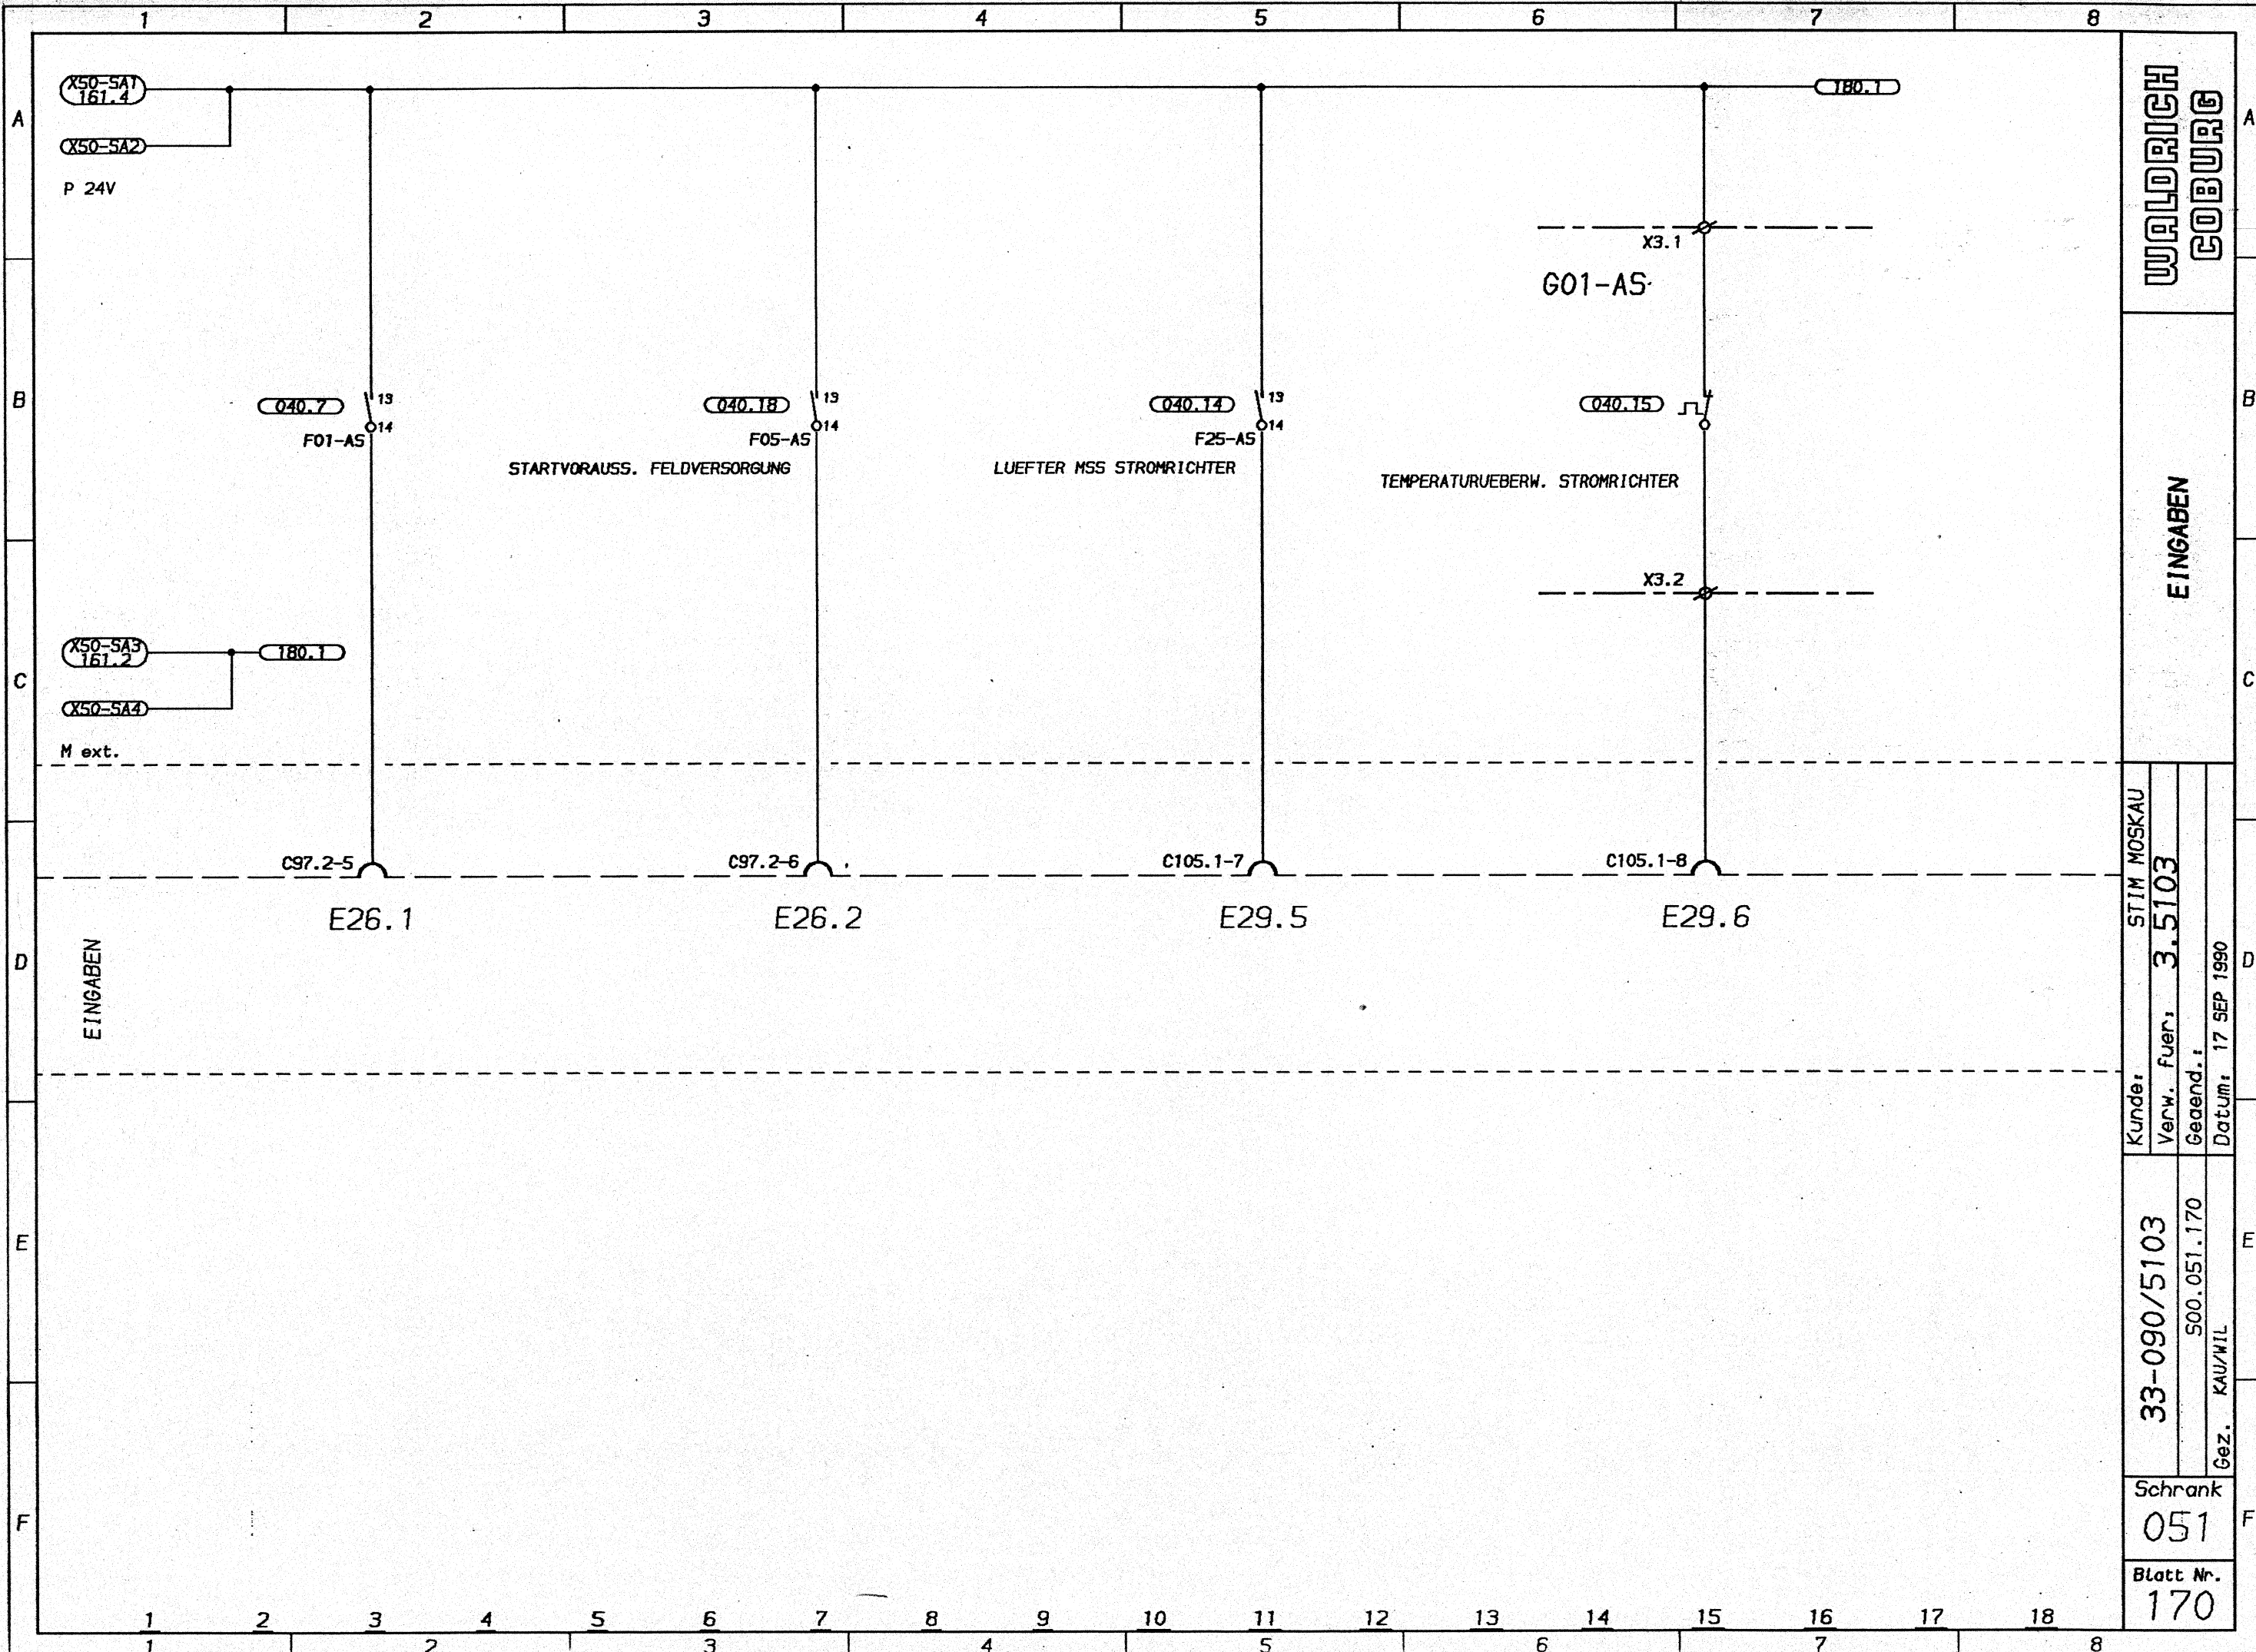 1 2 3 4 5 6 7 8
A A
X50-SA1
161.4
180.1
X50-SA2
P 24V
X3.1
G01-AS
B B
040.7
13
14
F01-AS
040.18
13
14
F05-AS
040.14
13
14
F25-AS
040.15
STARTVORAUSS. FELDVERSORGUNG
LUEFTER MSS STROMRICHTER
TEMPERATURUEBERW. STROMRICHTER
X3.2
C C
X50-SA3
161.2
180.1
X50-SA4
M ext.
C97.2-5
C97.2-6
C105.1-7
C105.1-8
E26.1
E26.2
E29.5
E29.6
D D
EINGABEN
E E
F F
1 2 3 4 5 6 7 8 9 10 11 12 13 14 15 16 17 18
1 2 3 4 5 6 7 8
WALDRICH
COBURG
EINGABEN
Kunde: STIM MOSKAU
Verw. fuer: 3.5103
Geaend.:
Datum: 17 SEP 1990
33-090/5103
S00.051.170
Gez. KAU/WIL
Schrank
051
Blatt Nr.
170